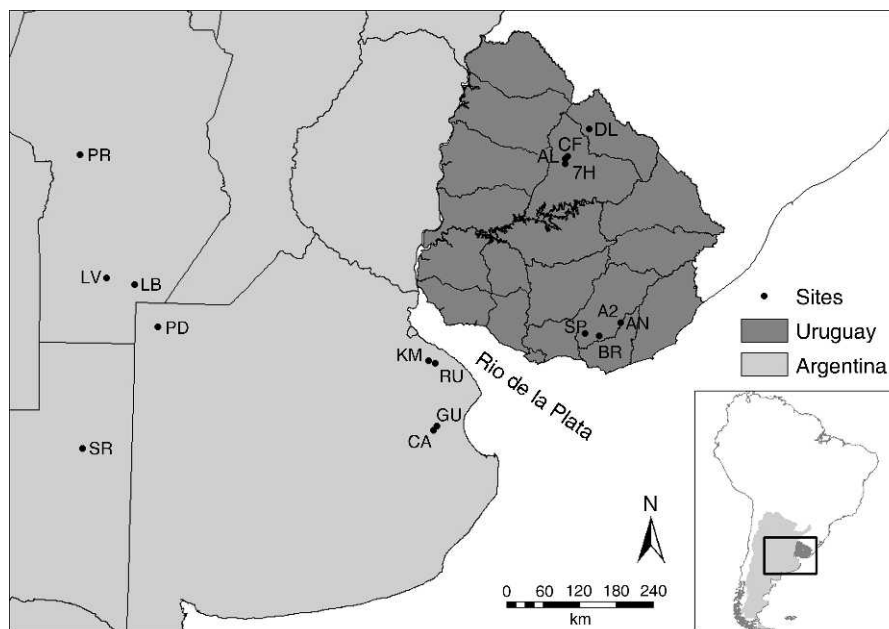 DL
CF
AL
7H
PR
LV
LB
PD
A2
SP
AN
BR
KM
RU
GU
CA
SR
Rio de la Plata
Sites
Uruguay
Argentina
N
0 60 120 180 240
km